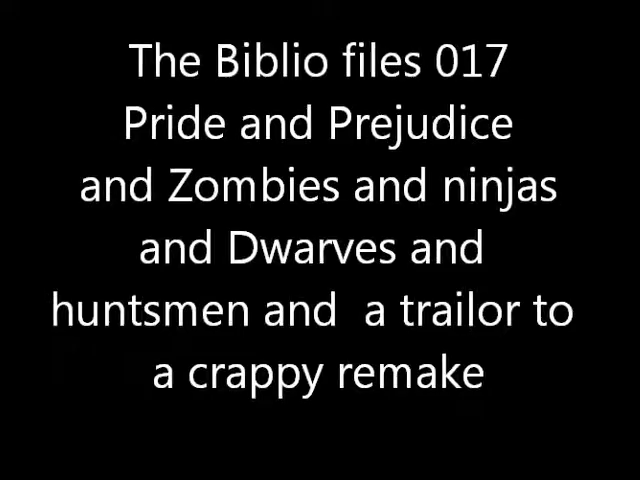 The Biblio files 017
Pride and Prejudice
and Zombies and ninjas
and Dwarves and
huntsmen and  a trailor to
a crappy remake